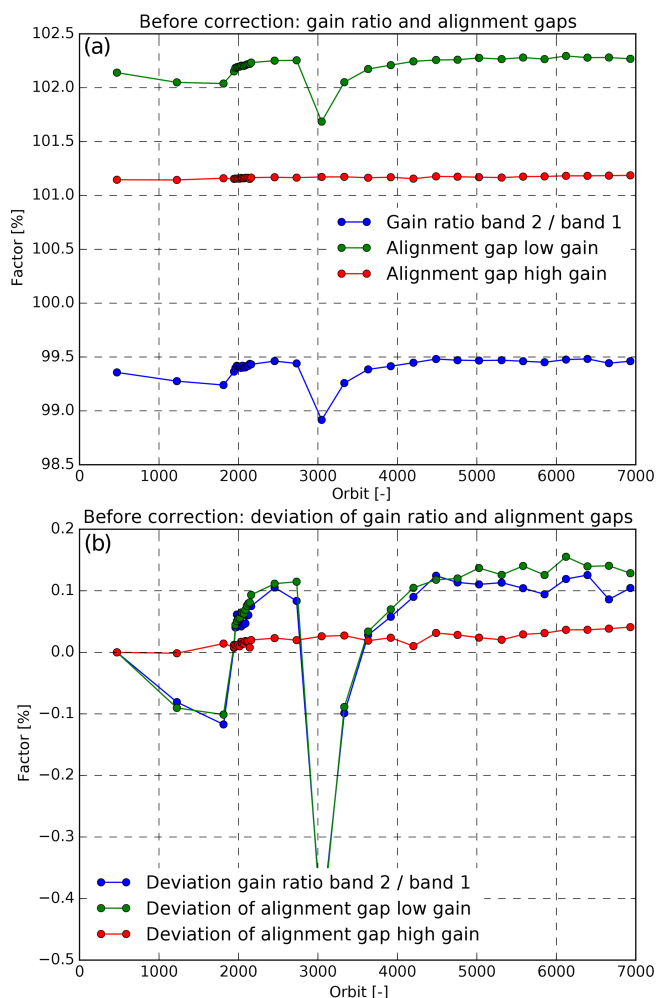 Before correction: gain ratio and alignment gaps
(a)
102.5
102.0
101.5
101.0
100.5
100.0
99.5
99.0
98.5
Factor [%]
Gain ratio band 2 / band 1
Alignment gap low gain
Alignment gap high gain
0 1000 2000 3000 4000 5000 6000 7000
Orbit [-]
Before correction: deviation of gain ratio and alignment gaps
(b)
0.2
0.1
0.0
−0.1
−0.2
−0.3
−0.4
−0.5
Factor [%]
Deviation gain ratio band 2 / band 1
Deviation of alignment gap low gain
Deviation of alignment gap high gain
0 1000 2000 3000 4000 5000 6000 7000
Orbit [-]